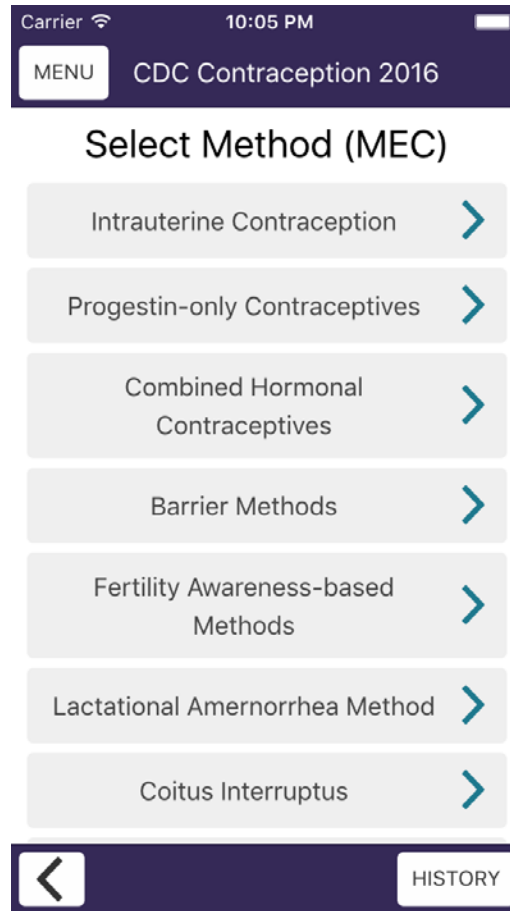 Carrier
10:05 PM
MENU
CDC Contraception 2016
Select Method (MEC)
Intrauterine Contraception
Progestin-only Contraceptives
Combined Hormonal
Contraceptives
Barrier Methods
Fertility Awareness-based
Methods
Lactational Amernorrhea Method
Coitus Interruptus
HISTORY